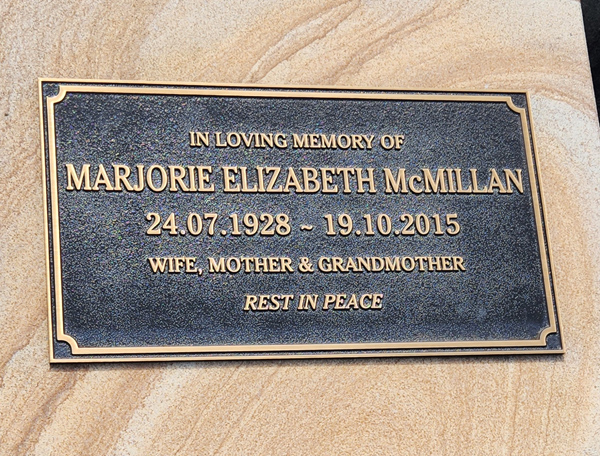 IN LOVING MEMORY OF
MARJORIE ELIZABETH McMILLAN
24.07.1928 ~ 19.10.2015
WIFE, MOTHER & GRANDMOTHER
REST IN PEACE